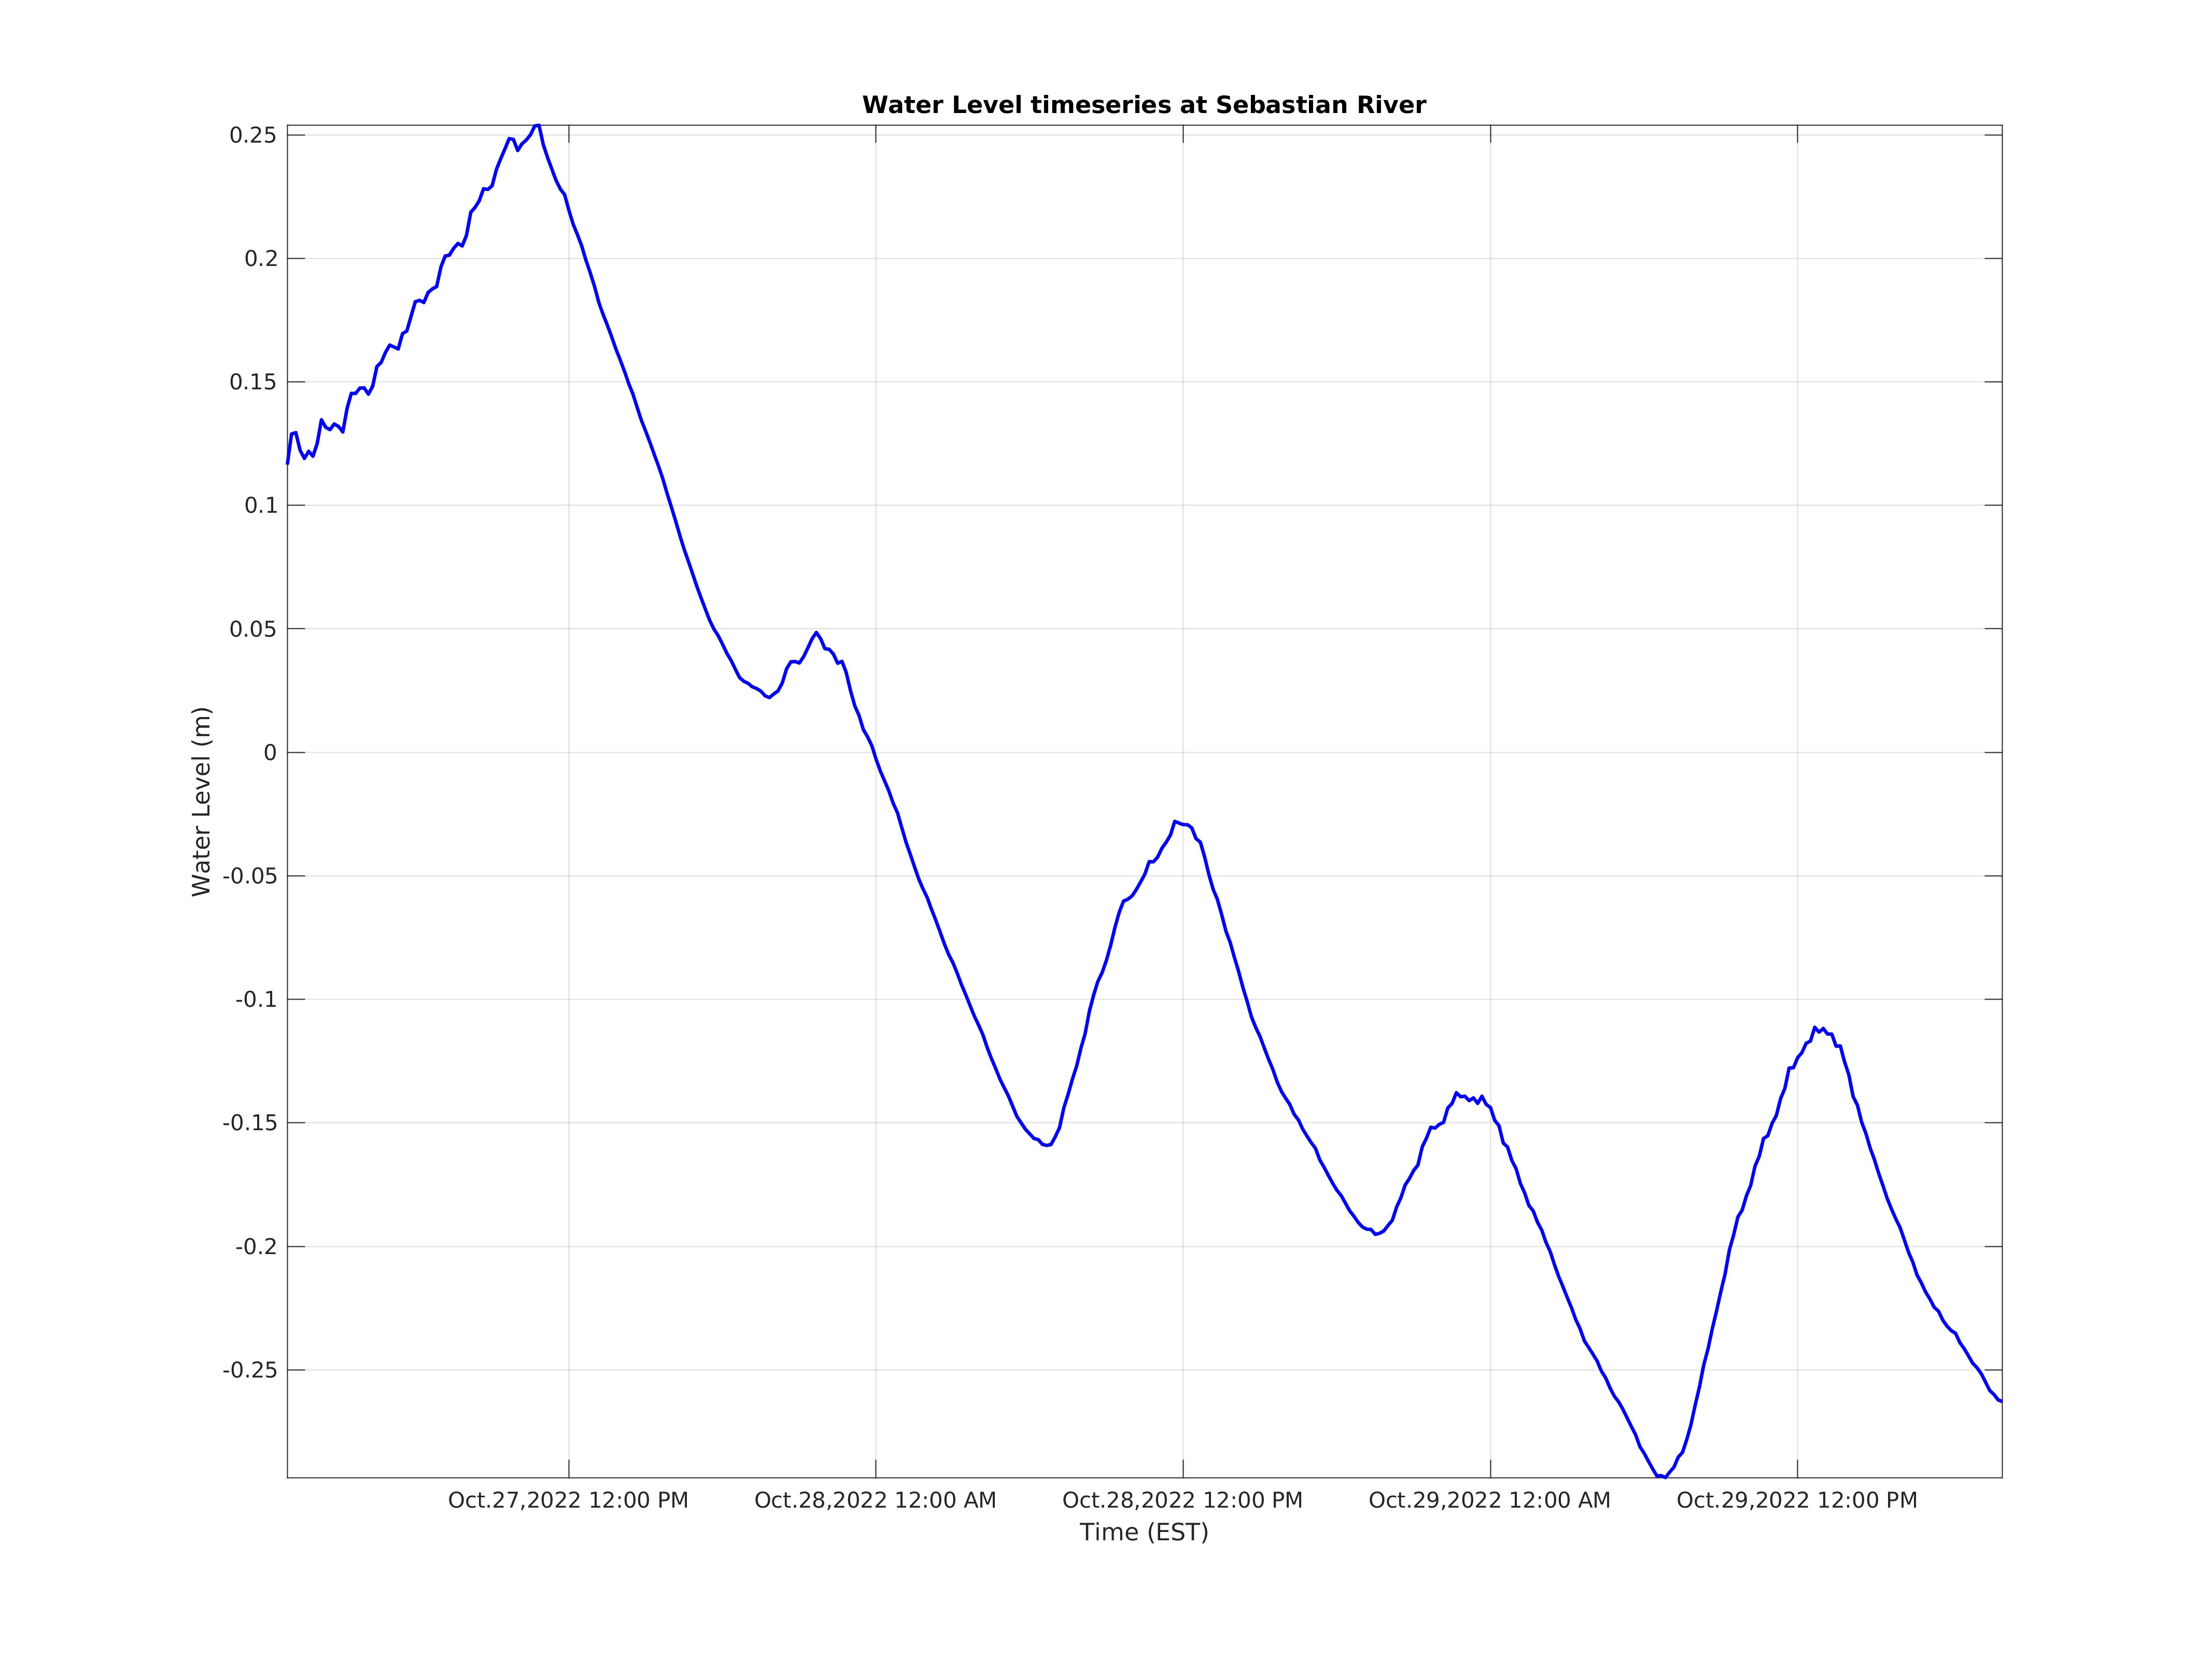 Water Level timeseries at Sebastian River
0.25
0.2
0.15
0.1
0.05
0
-0.05
-0.1
-0.15
-0.2
-0.25
Water Level (m)
Oct.27,2022 12:00 PM
Oct.28,2022 12:00 AM
Oct.28,2022 12:00 PM
Oct.29,2022 12:00 AM
Oct.29,2022 12:00 PM
Time (EST)